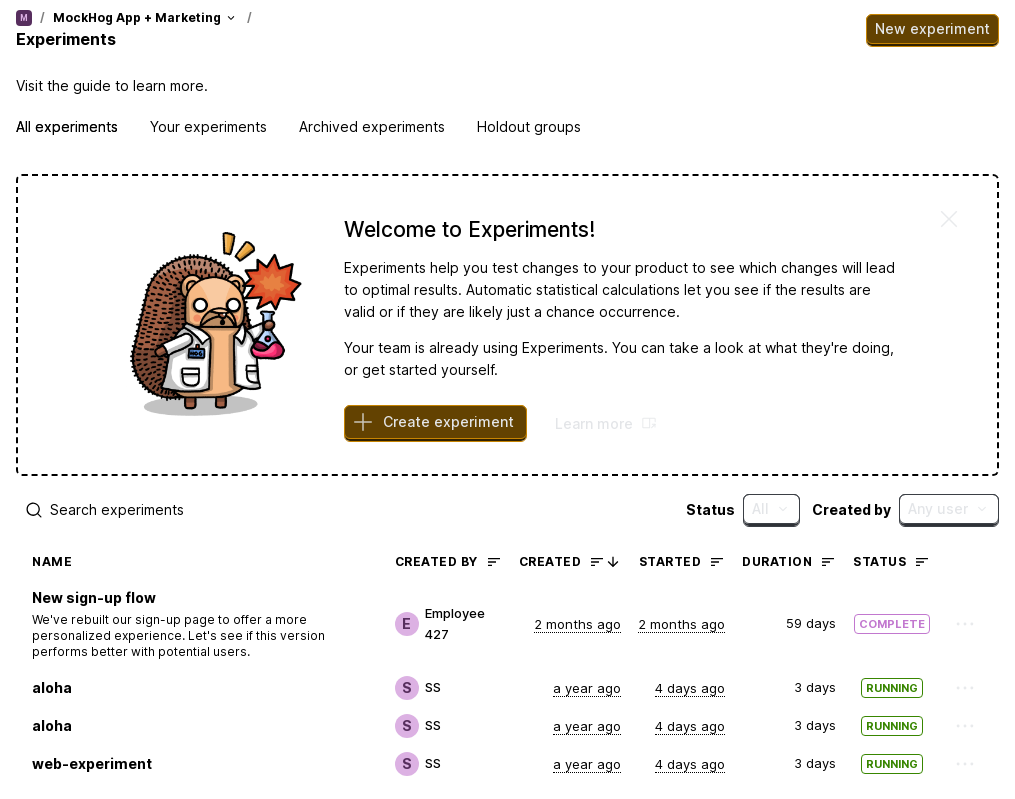 M / MockHog App + Marketing /
Experiments
New experiment
Visit the guide to learn more.
All experiments Your experiments Archived experiments Holdout groups
Welcome to Experiments!
Experiments help you test changes to your product to see which changes will lead
to optimal results. Automatic statistical calculations let you see if the results are
valid or if they are likely just a chance occurrence.
Your team is already using Experiments. You can take a look at what they're doing,
or get started yourself.
Create experiment Learn more
Search experiments Status All Created by Any user
NAME CREATED BY CREATED STARTED DURATION STATUS
New sign-up flow
We've rebuilt our sign-up page to offer a more
personalized experience. Let's see if this version
performs better with potential users.
E Employee
427
2 months ago 2 months ago 59 days COMPLETE
aloha S SS a year ago 4 days ago 3 days RUNNING
aloha S SS a year ago 4 days ago 3 days RUNNING
web-experiment S SS a year ago 4 days ago 3 days RUNNING